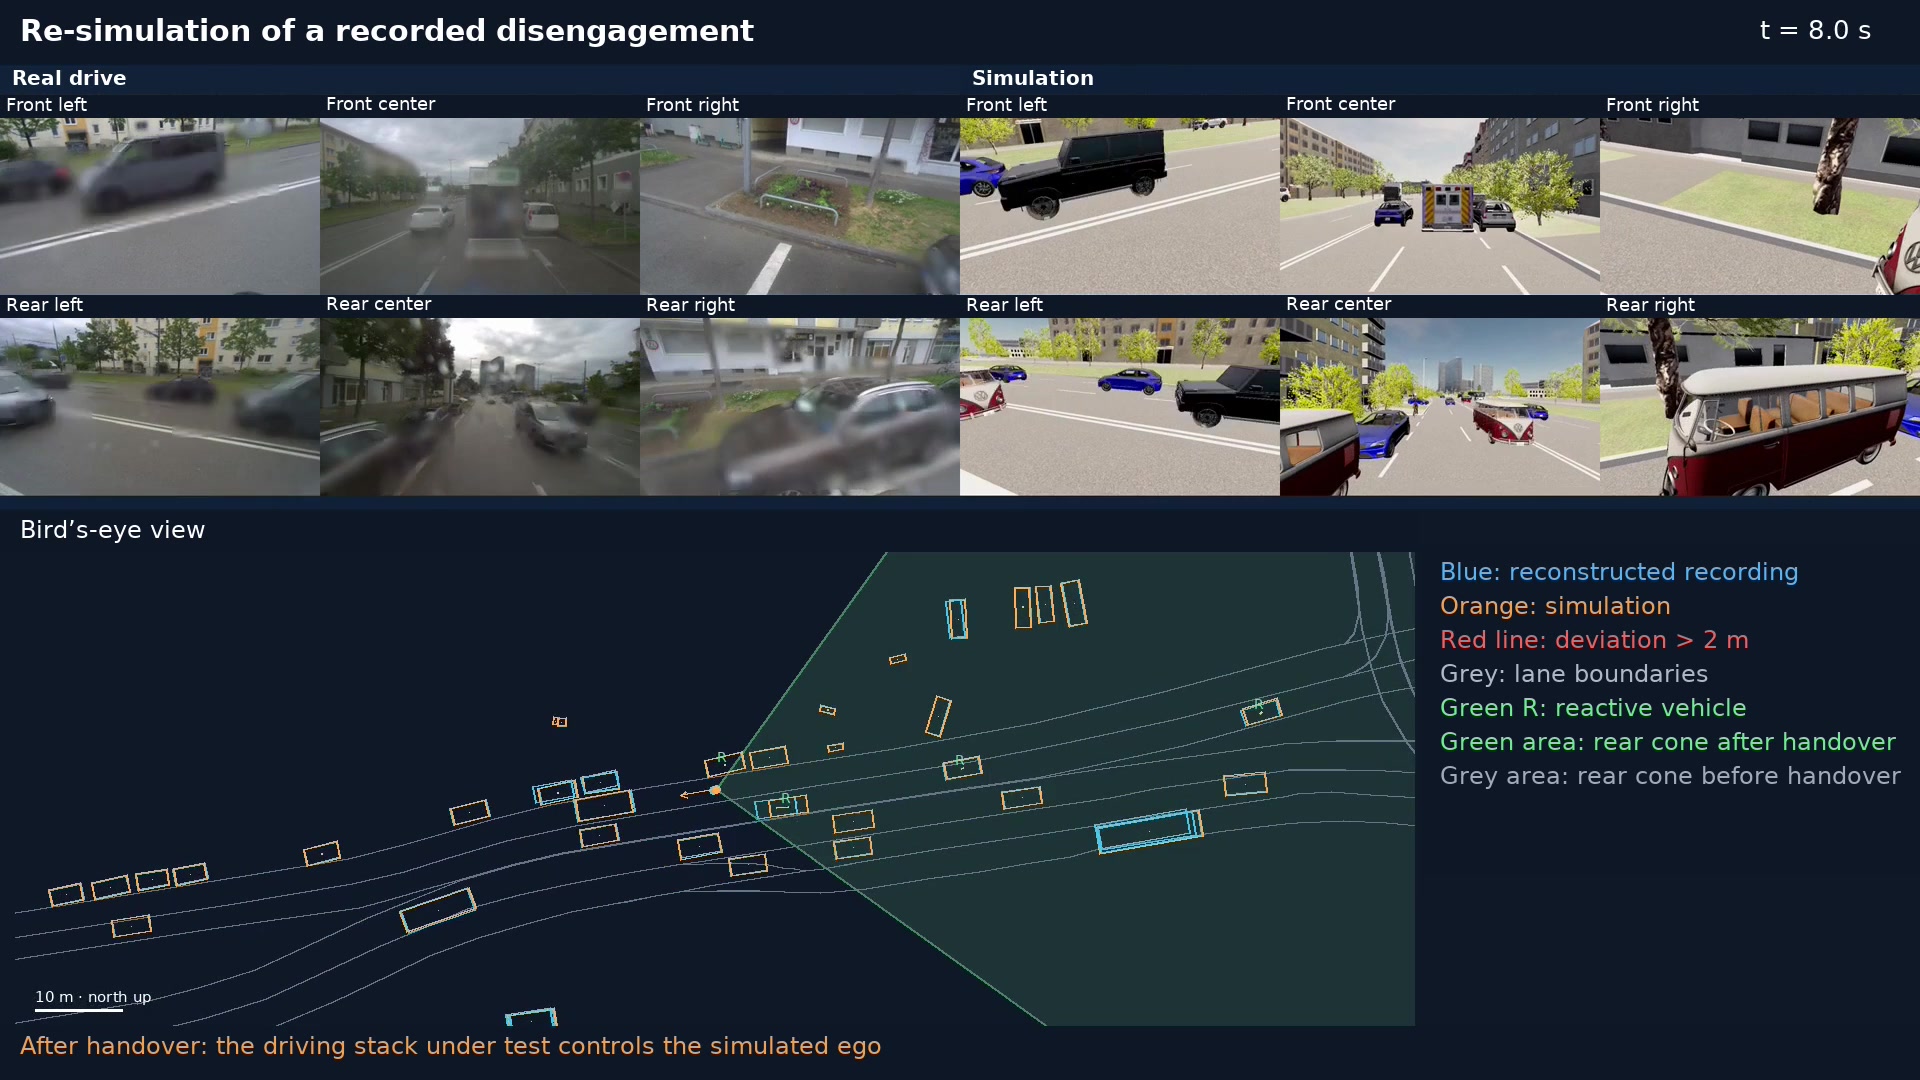 Re-simulation of a recorded disengagement
t = 8.0 s
Real drive
Simulation
Front left
Front center
Front right
Front left
Front center
Front right
Rear left
Rear center
Rear right
Rear left
Rear center
Rear right
Bird’s-eye view
Blue: reconstructed recording
Orange: simulation
Red line: deviation > 2 m
Grey: lane boundaries
Green R: reactive vehicle
Green area: rear cone after handover
Grey area: rear cone before handover
R
R
R
R
10 m · north up
After handover: the driving stack under test controls the simulated ego